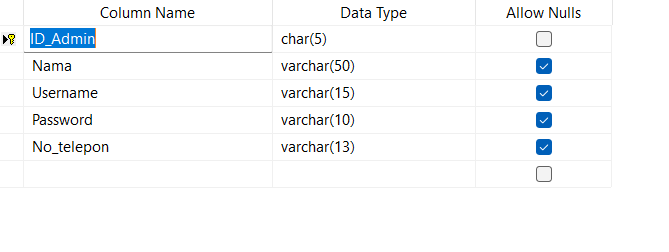 Column Name Data Type Allow Nulls
ID_Admin char(5)
Nama varchar(50)
Username varchar(15)
Password varchar(10)
No_telepon varchar(13)